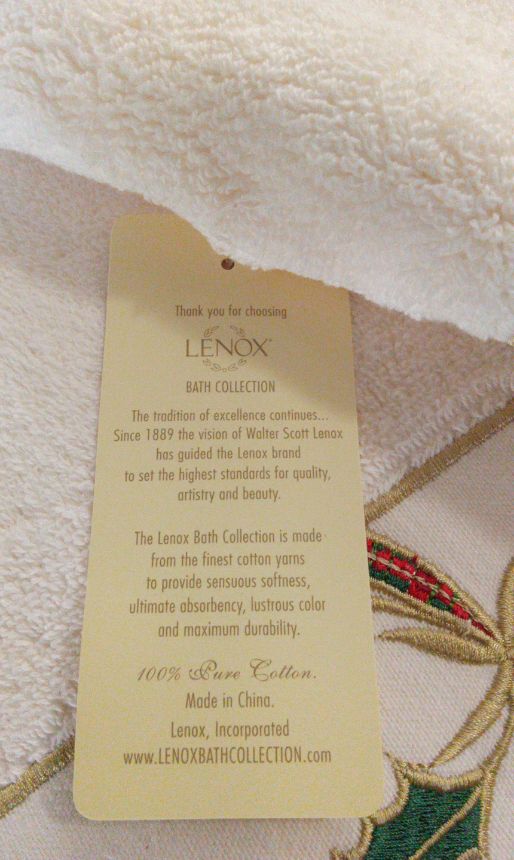 Thank you for choosing
LENOX
BATH COLLECTION
The tradition of excellence continues...
Since 1889 the vision of Walter Scott Lenox
has guided the Lenox brand
to set the highest standards for quality,
artistry and beauty.
The Lenox Bath Collection is made
from the finest cotton yarns
to provide sensuous softness,
ultimate absorbency, lustrous color
and maximum durability.
100% Pure Cotton.
Made in China.
Lenox, Incorporated
www.LENOXBATHCOLLECTION.com